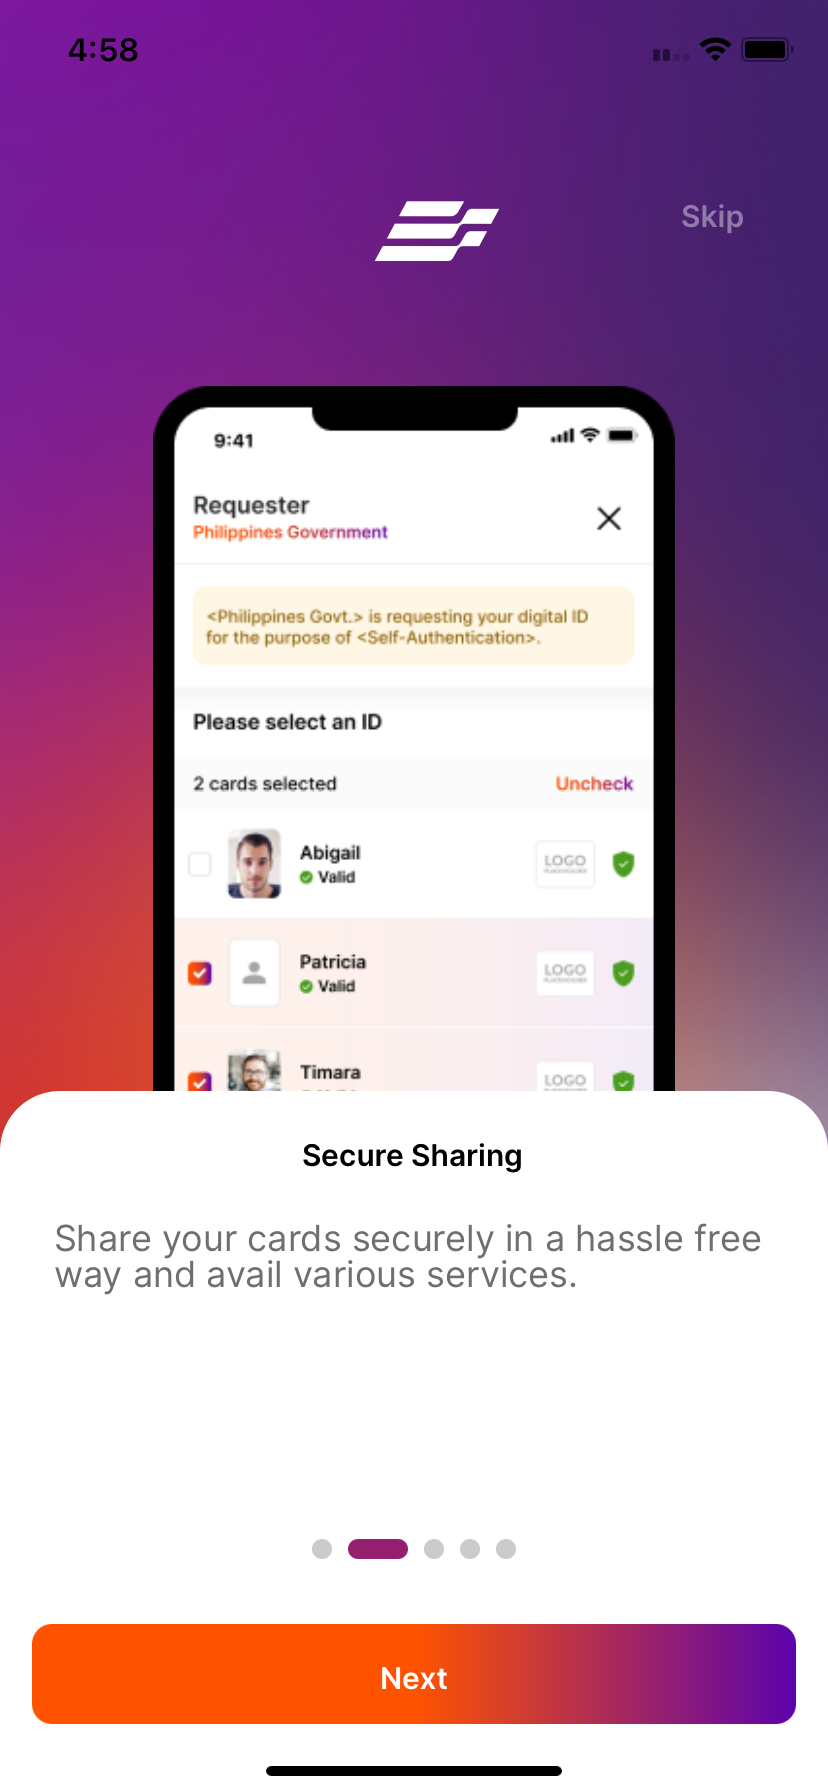 4:58
Skip
9:41
Requester
Philippines Government
<Philippines Govt.> is requesting your digital ID
for the purpose of <Self-Authentication>.
Please select an ID
2 cards selected
Uncheck
Abigail
Valid
LOGO
PLACEHOLDER
Patricia
Valid
LOGO
PLACEHOLDER
Timara
LOGO
Secure Sharing
Share your cards securely in a hassle free
way and avail various services.
Next